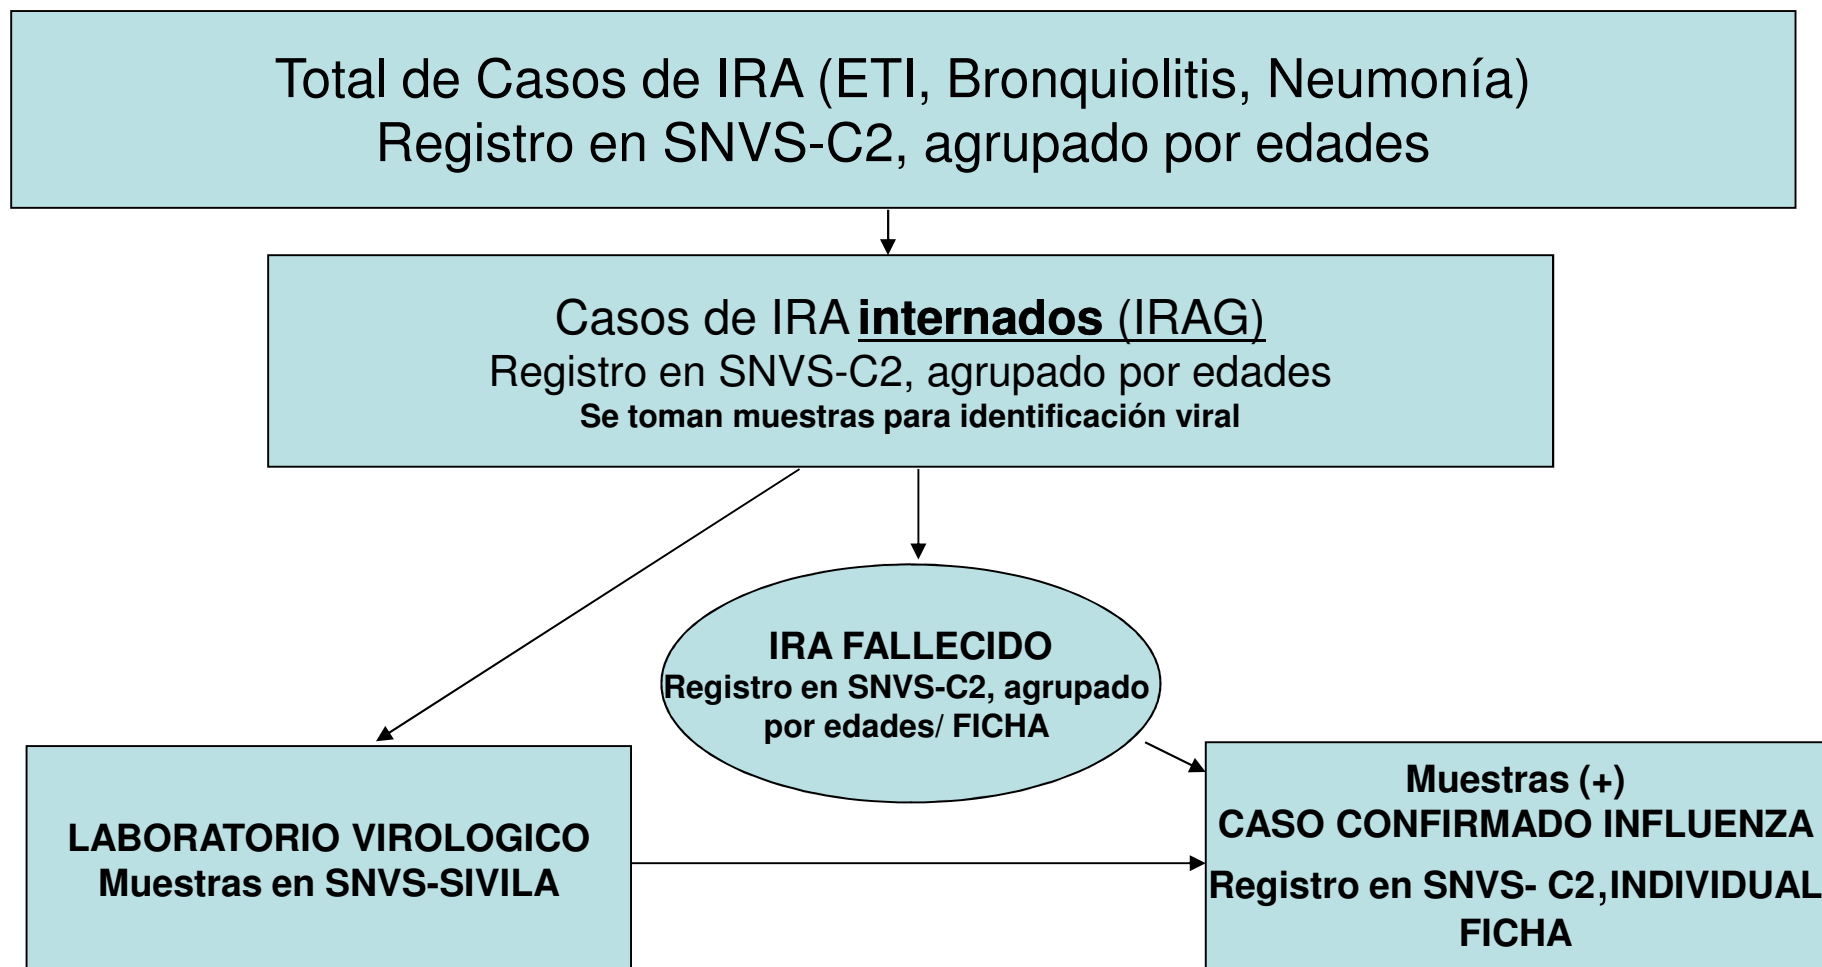 Total de Casos de IRA (ETI, Bronquiolitis, Neumonía)
Registro en SNVS-C2, agrupado por edades
Casos de IRA internados (IRAG)
Registro en SNVS-C2, agrupado por edades
Se toman muestras para identificación viral
IRA FALLECIDO
Registro en SNVS-C2, agrupado
por edades/ FICHA
LABORATORIO VIROLOGICO
Muestras en SNVS-SIVILA
Muestras (+)
CASO CONFIRMADO INFLUENZA
Registro en SNVS- C2,INDIVIDUAL
FICHA